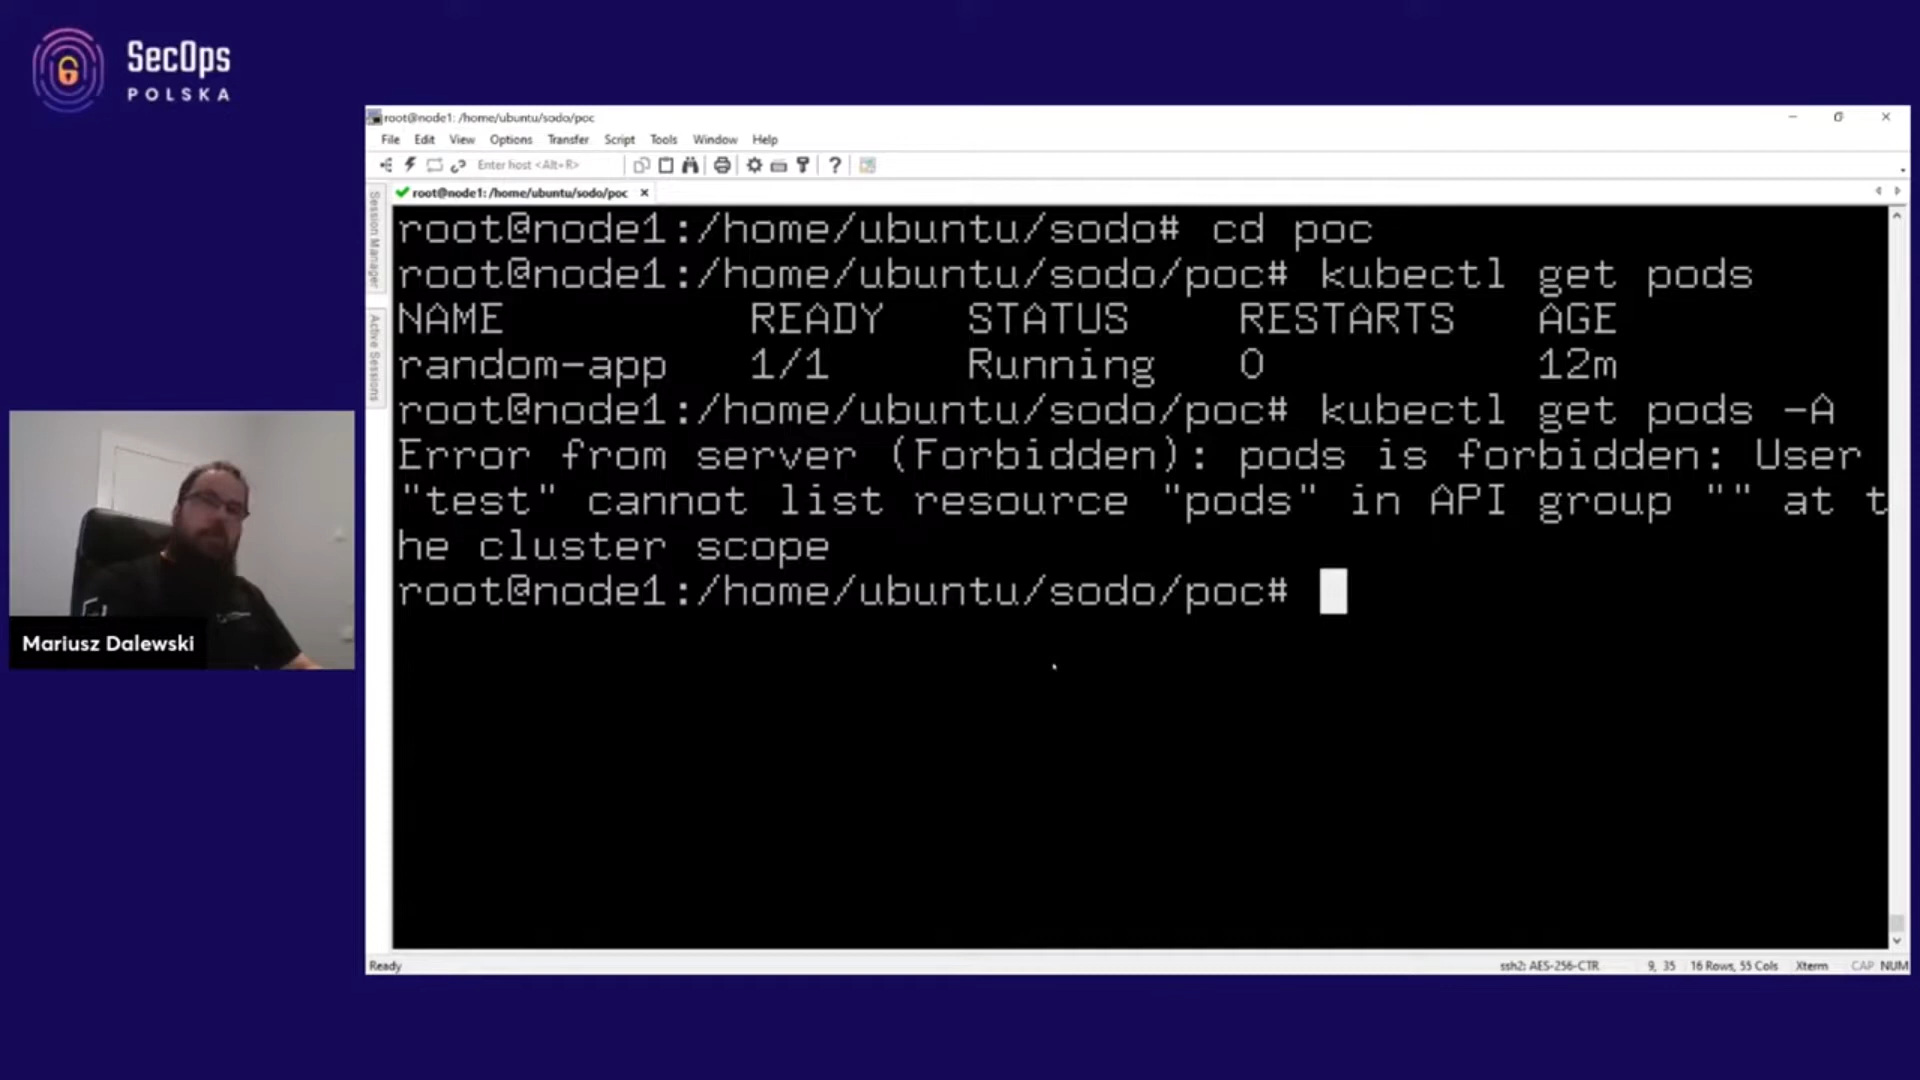 SecOps
POLSKA
root@node1: /home/ubuntu/sodo/poc
File Edit View Options Transfer Script Tools Window Help
Enter host <Alt+R>
Session Manager
Active Sessions
root@node1: /home/ubuntu/sodo/poc
root@node1:/home/ubuntu/sodo# cd poc
root@node1:/home/ubuntu/sodo/poc# kubectl get pods
NAME READY STATUS RESTARTS AGE
random-app 1/1 Running 0 12m
root@node1:/home/ubuntu/sodo/poc# kubectl get pods -A
Error from server (Forbidden): pods is forbidden: User
"test" cannot list resource "pods" in API group "" at t
he cluster scope
root@node1:/home/ubuntu/sodo/poc#
Mariusz Dalewski
Ready ssh2: AES-256-CTR 9, 35 16 Rows, 55 Cols Xterm CAP NUM